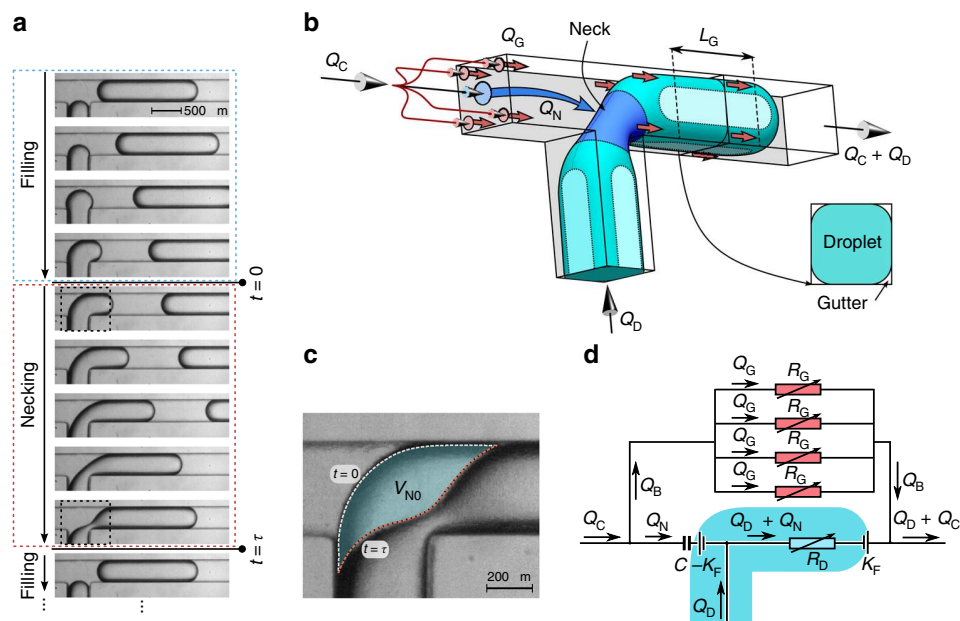 a
500 m
Filling
t = 0
Necking
t = τ
Filling
⋮
⋮
b
Neck
L_G
Q_G
Q_C
Q_N
Q_C + Q_D
Q_D
Droplet
Gutter
c
t = 0
V_N0
t = τ
200 m
d
Q_G R_G
Q_G R_G
Q_G R_G
Q_G R_G
Q_B Q_B
Q_C Q_N Q_D + Q_N Q_D + Q_C
C –K_F R_D K_F
Q_D